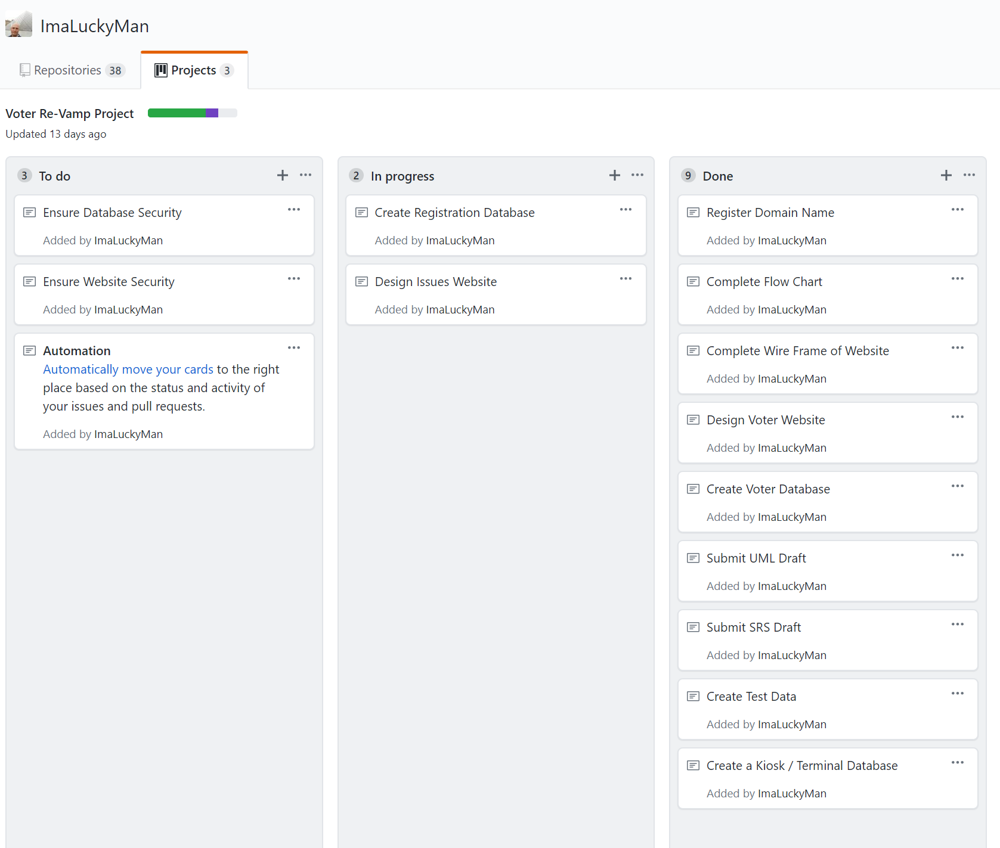 ImaLuckyMan
Repositories 38
Projects 3
Voter Re-Vamp Project
Updated 13 days ago
3 To do
Ensure Database Security
Added by ImaLuckyMan
Ensure Website Security
Added by ImaLuckyMan
Automation
Automatically move your cards to the right
place based on the status and activity of
your issues and pull requests.
Added by ImaLuckyMan
2 In progress
Create Registration Database
Added by ImaLuckyMan
Design Issues Website
Added by ImaLuckyMan
9 Done
Register Domain Name
Added by ImaLuckyMan
Complete Flow Chart
Added by ImaLuckyMan
Complete Wire Frame of Website
Added by ImaLuckyMan
Design Voter Website
Added by ImaLuckyMan
Create Voter Database
Added by ImaLuckyMan
Submit UML Draft
Added by ImaLuckyMan
Submit SRS Draft
Added by ImaLuckyMan
Create Test Data
Added by ImaLuckyMan
Create a Kiosk / Terminal Database
Added by ImaLuckyMan